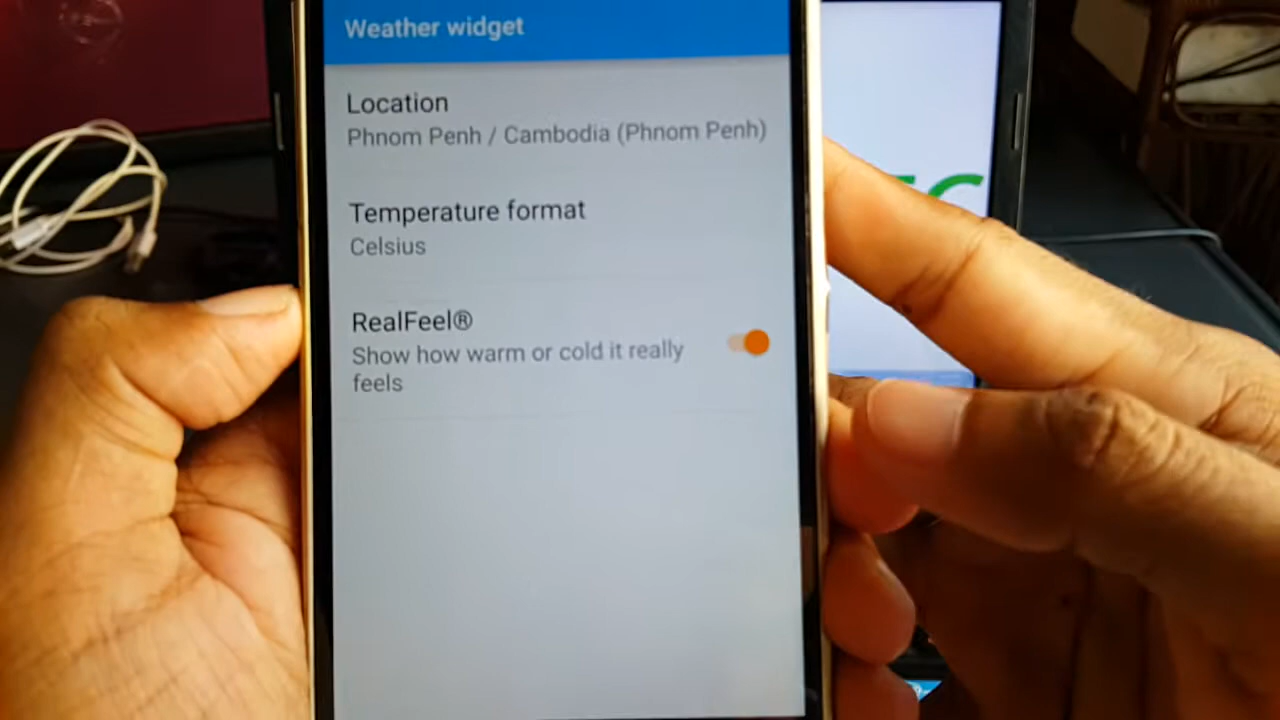 Weather widget
Location
Phnom Penh / Cambodia (Phnom Penh)
Temperature format
Celsius
RealFeel®
Show how warm or cold it really
feels